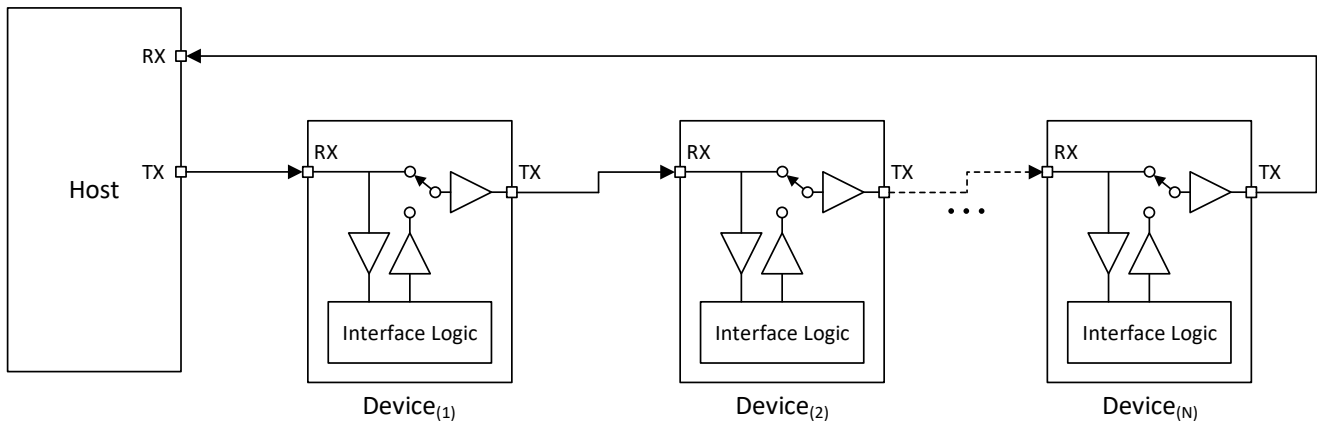 RX
TX
Host
RX
TX
Interface Logic
Device(1)
RX
TX
Interface Logic
Device(2)
...
RX
TX
Interface Logic
Device(N)